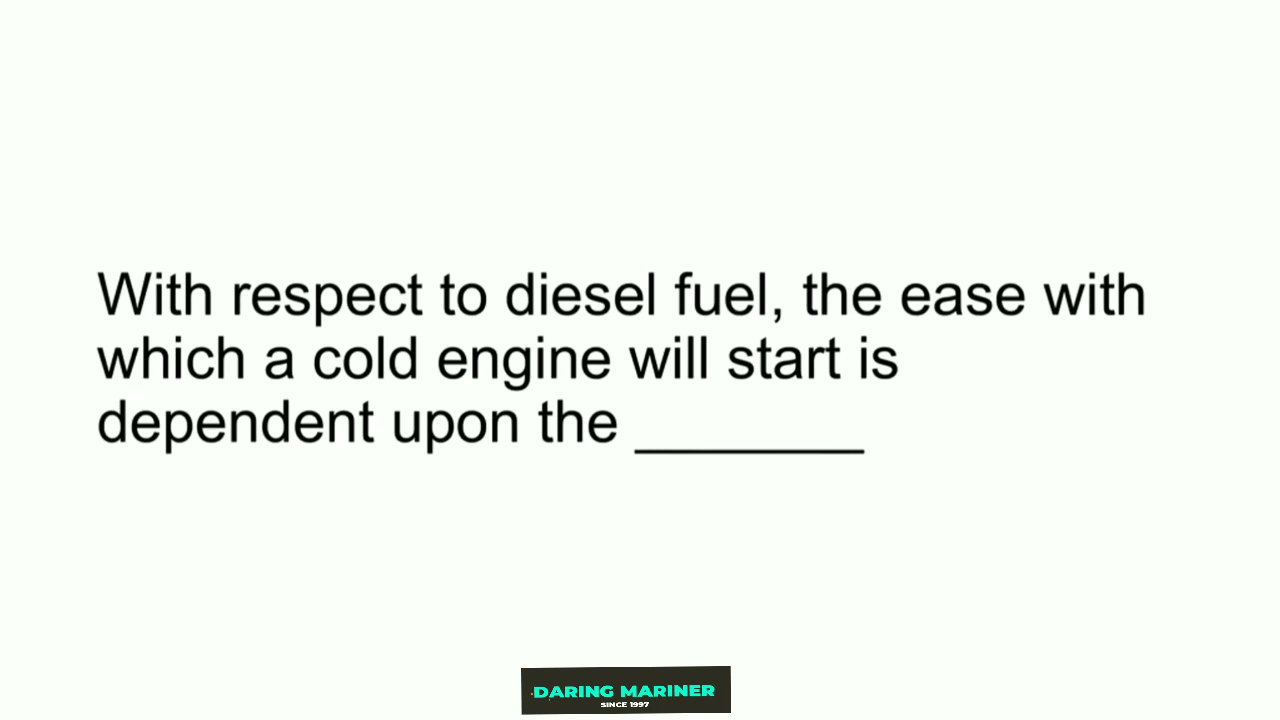 With respect to diesel fuel, the ease with
which a cold engine will start is
dependent upon the ________
DARING MARINER
SINCE 1997